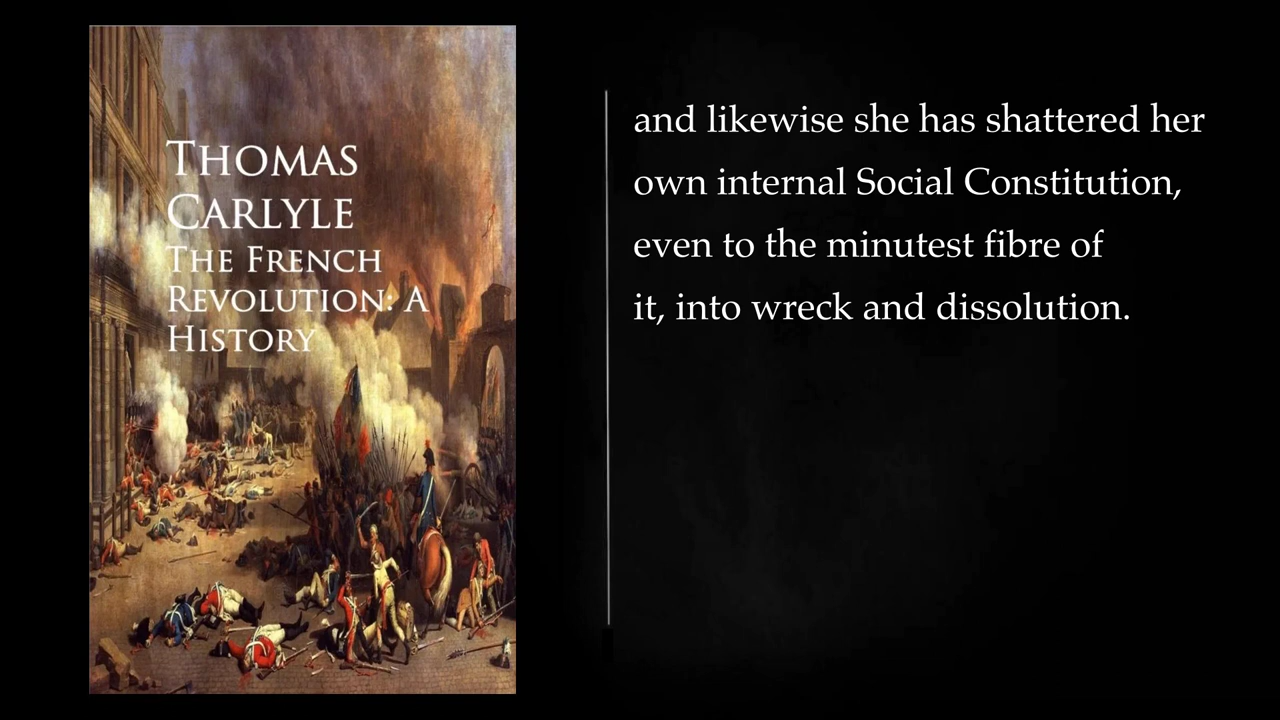 THOMAS
CARLYLE
THE FRENCH
REVOLUTION: A
HISTORY
and likewise she has shattered her
own internal Social Constitution,
even to the minutest fibre of
it, into wreck and dissolution.